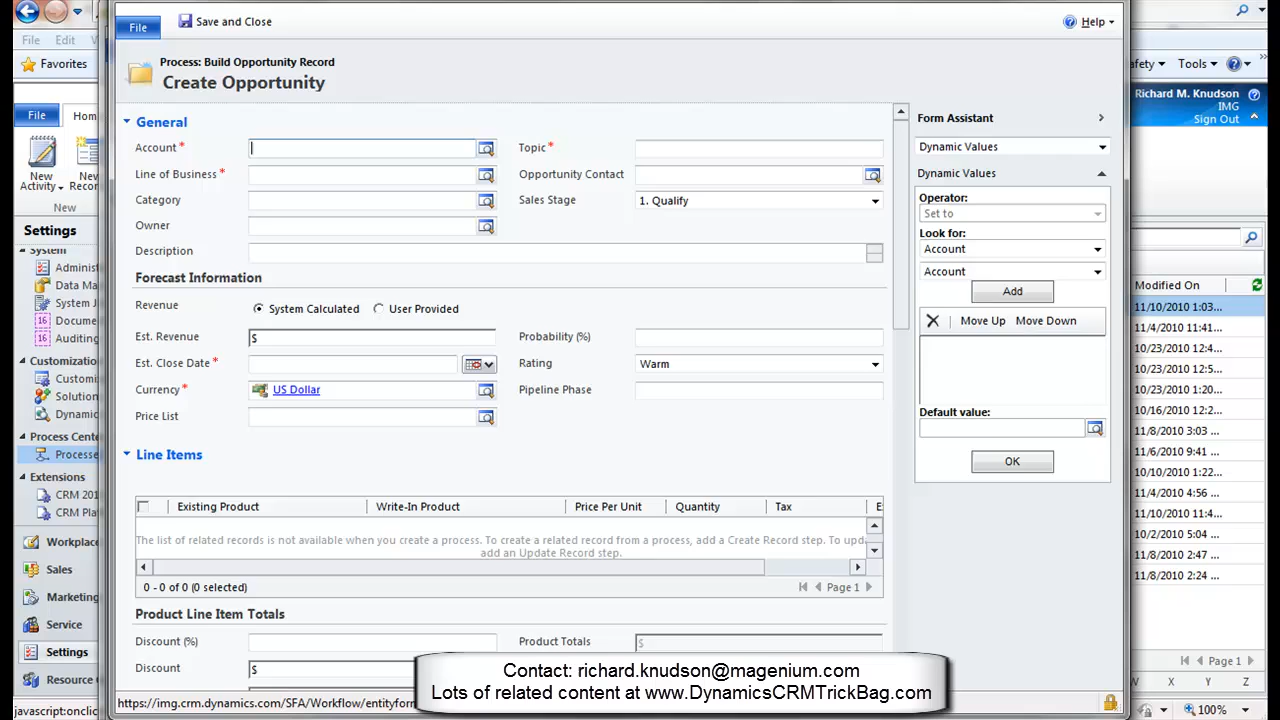 File
Save and Close
Help
File Edit
Favorites
Tools
Process: Build Opportunity Record
Create Opportunity
Richard M. Knudson
IMG
Sign Out
File
New
Activity
New
New
General
Account *
Topic *
Line of Business *
Opportunity Contact
Category
Sales Stage
1. Qualify
Owner
Description
Forecast Information
Revenue
System Calculated
User Provided
Est. Revenue
$
Probability (%)
Est. Close Date *
Rating
Warm
Currency *
US Dollar
Pipeline Phase
Price List
Line Items
Existing Product
Write-In Product
Price Per Unit
Quantity
Tax
The list of related records is not available when you create a process. To create a related record from a process, add a Create Record step. To
add an Update Record step.
0 - 0 of 0 (0 selected)
Page 1
Product Line Item Totals
Discount (%)
Product Totals
$
Discount
$
Form Assistant
Dynamic Values
Dynamic Values
Operator:
Set to
Look for:
Account
Account
Add
Move Up Move Down
Default value:
OK
Settings
System
Data
System
Auditing
Customization
Dynamic
Extensions
Sales
Marketing
Service
Settings
Resource
Modified On
11/10/2010 1:03...
11/4/2010 11:41...
10/23/2010 12:4...
10/23/2010 12:5...
10/23/2010 1:20...
10/16/2010 12:2...
11/8/2010 3:03 ...
11/6/2010 9:41 ...
10/10/2010 1:22...
11/4/2010 4:56 ...
10/10/2010 11:4...
10/2/2010 2:47 ...
11/8/2010 2:47 ...
11/8/2010 2:24 ...
Page 1
W X Y Z
Contact: richard.knudson@magenium.com
Lots of related content at www.DynamicsCRMTrickBag.com
https://img.crm.dynamics.com/SFA/Workflow/entityform
javascript:onclic
100%